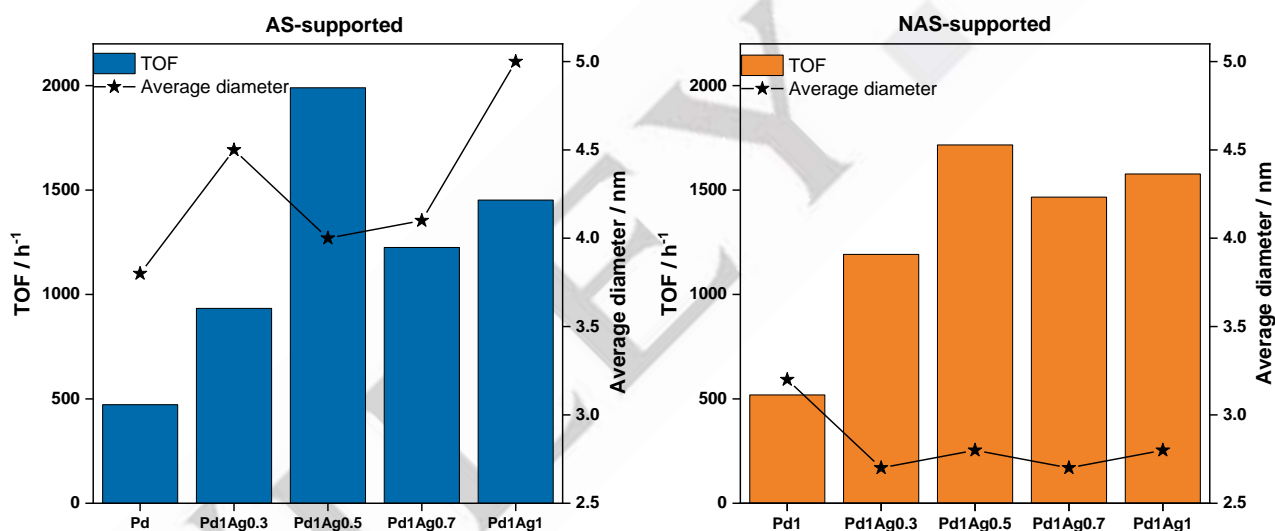 AS-supported
TOF
Average diameter
TOF / h-1
2000
1500
1000
500
0
5.0
4.5
4.0
3.5
3.0
2.5
Average diameter / nm
Pd
Pd1Ag0.3
Pd1Ag0.5
Pd1Ag0.7
Pd1Ag1
NAS-supported
TOF
Average diameter
TOF / h-1
2000
1500
1000
500
0
5.0
4.5
4.0
3.5
3.0
2.5
Average diameter / nm
Pd1
Pd1Ag0.3
Pd1Ag0.5
Pd1Ag0.7
Pd1Ag1